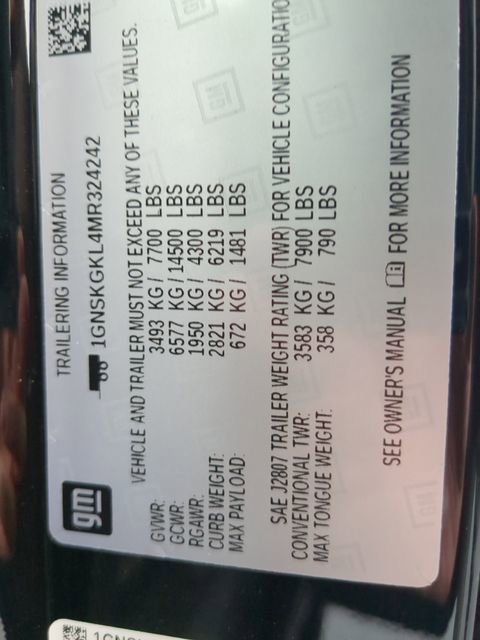 gm
TRAILERING INFORMATION
1GNSKGKL4MR324242
VEHICLE AND TRAILER MUST NOT EXCEED ANY OF THESE VALUES.
GVWR: 3493 KG / 7700 LBS
GCWR: 6577 KG / 14500 LBS
RGAWR: 1950 KG / 4300 LBS
CURB WEIGHT: 2821 KG / 6219 LBS
MAX PAYLOAD: 672 KG / 1481 LBS
SAE J2807 TRAILER WEIGHT RATING (TWR) FOR VEHICLE CONFIGURATIO
CONVENTIONAL TWR: 3583 KG / 7900 LBS
MAX TONGUE WEIGHT: 358 KG / 790 LBS
SEE OWNER'S MANUAL FOR MORE INFORMATION